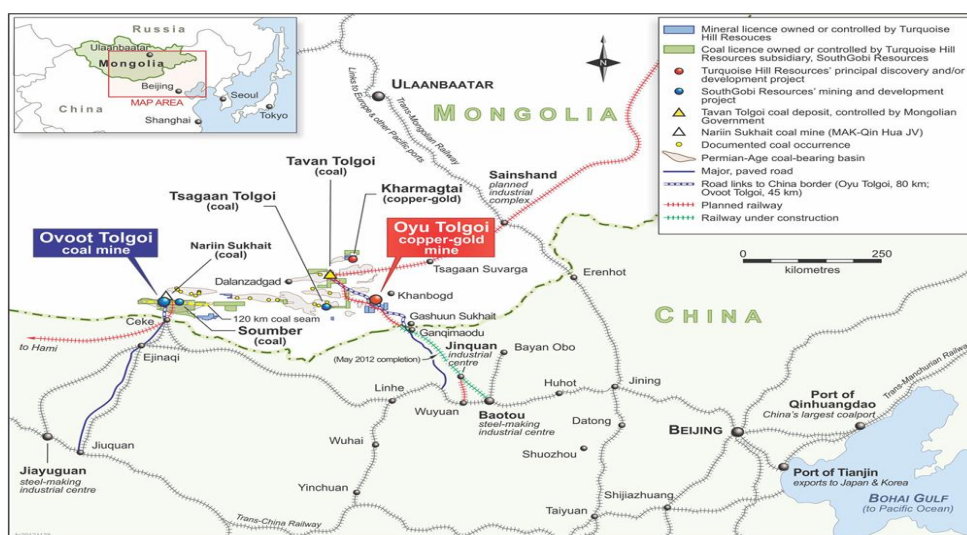 Russia
Ulaanbaatar
Mongolia
Beijing
MAP AREA
Seoul
China
Shanghai
Tokyo
N
Mineral licence owned or controlled by Turquoise
Hill Resouces
Coal licence owned or controlled by Turquoise Hill
Resources subsidiary, SouthGobi Resources
Turquoise Hill Resources' principal discovery and/or
development project
SouthGobi Resources' mining and development
project
Tavan Tolgoi coal deposit, controlled by Mongolian
Government
Nariin Sukhait coal mine (MAK-Qin Hua JV)
Documented coal occurrence
Permian-Age coal-bearing basin
Major, paved road
Road links to China border (Oyu Tolgoi, 80 km;
Ovoot Tolgoi, 45 km)
Planned railway
Railway under construction
0
250
kilometres
ULAANBAATAR
Links to Europe & other Pacific ports
Trans-Mongolian Railway
MONGOLIA
Sainshand
planned
industrial
complex
Tavan Tolgoi
(coal)
Tsagaan Tolgoi
(coal)
Kharmagtai
(copper-gold)
Ovoot Tolgoi
coal mine
Nariin Sukhait
(coal)
Oyu Tolgoi
copper-gold
mine
Tsagaan Suvarga
Dalanzadgad
Khanbogd
Erenhot
120 km coal seam
Soumber
(coal)
Ceke
to Hami
Ejinaqi
Gashuun Sukhait
Ganqimaodu
CHINA
Jinquan
industrial
centre
(May 2012 completion)
Bayan Obo
Linhe
Wuyuan
Baotou
steel-making
industrial centre
Huhot
Jining
Port of
Qinhuangdao
China's largest coalport
Trans-Manchurian Railway
Datong
BEIJING
Wuhai
Shuozhou
Jiuquan
Jiayuguan
steel-making
industrial centre
Port of Tianjin
exports to Japan & Korea
Yinchuan
Shijiazhuang
Taiyuan
BOHAI GULF
(to Pacific Ocean)
Trans-China Railway